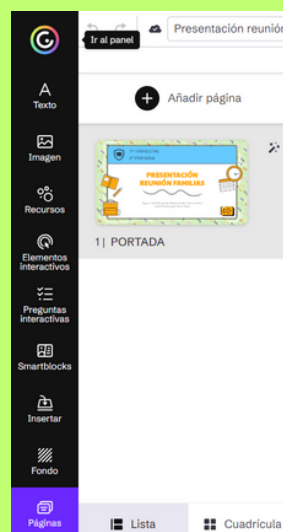 Presentación reunión
Ir al panel
Texto
Imagen
Recursos
Elementos
interactivos
Preguntas
interactivas
Smartblocks
Insertar
Fondo
Páginas
Añadir página
PRESENTACIÓN
REUNIÓN FAMILIAS
1| PORTADA
Lista
Cuadrícula